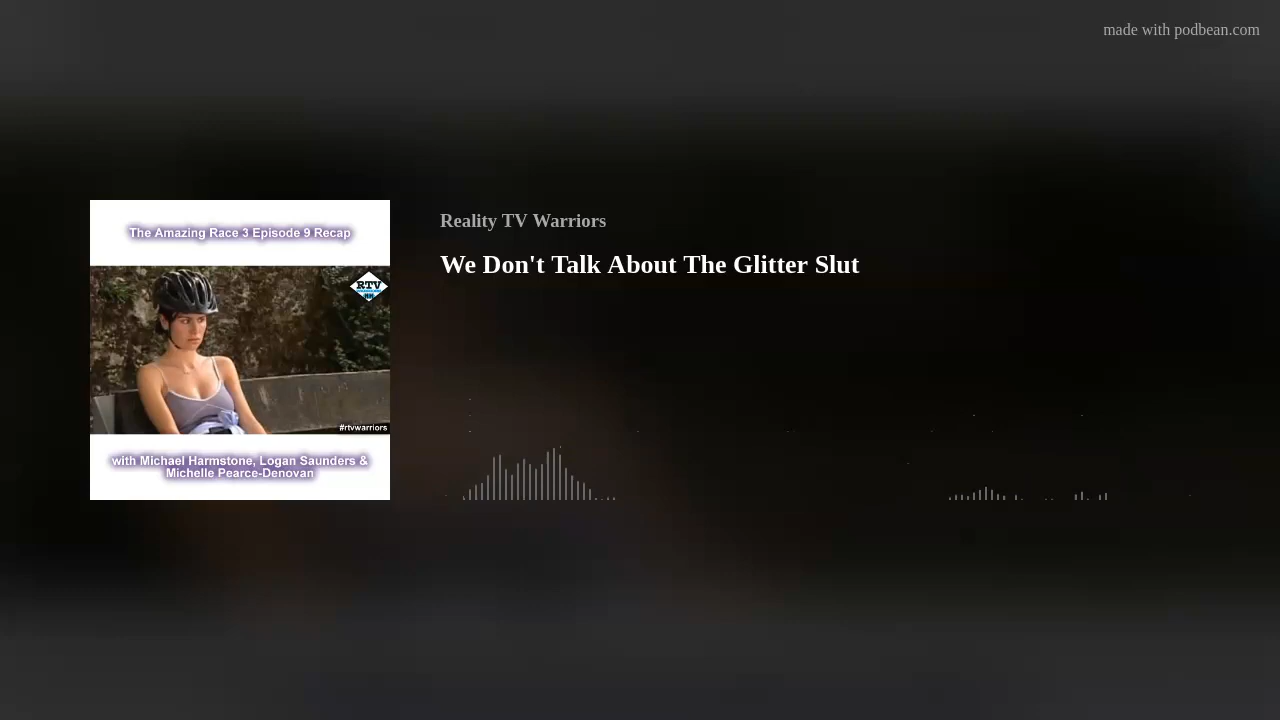 made with podbean.com
The Amazing Race 3 Episode 9 Recap
Reality TV Warriors
We Don't Talk About The Glitter Slut
RTV
#rtvwarriors
with Michael Harmstone, Logan Saunders &
Michelle Pearce-Denovan